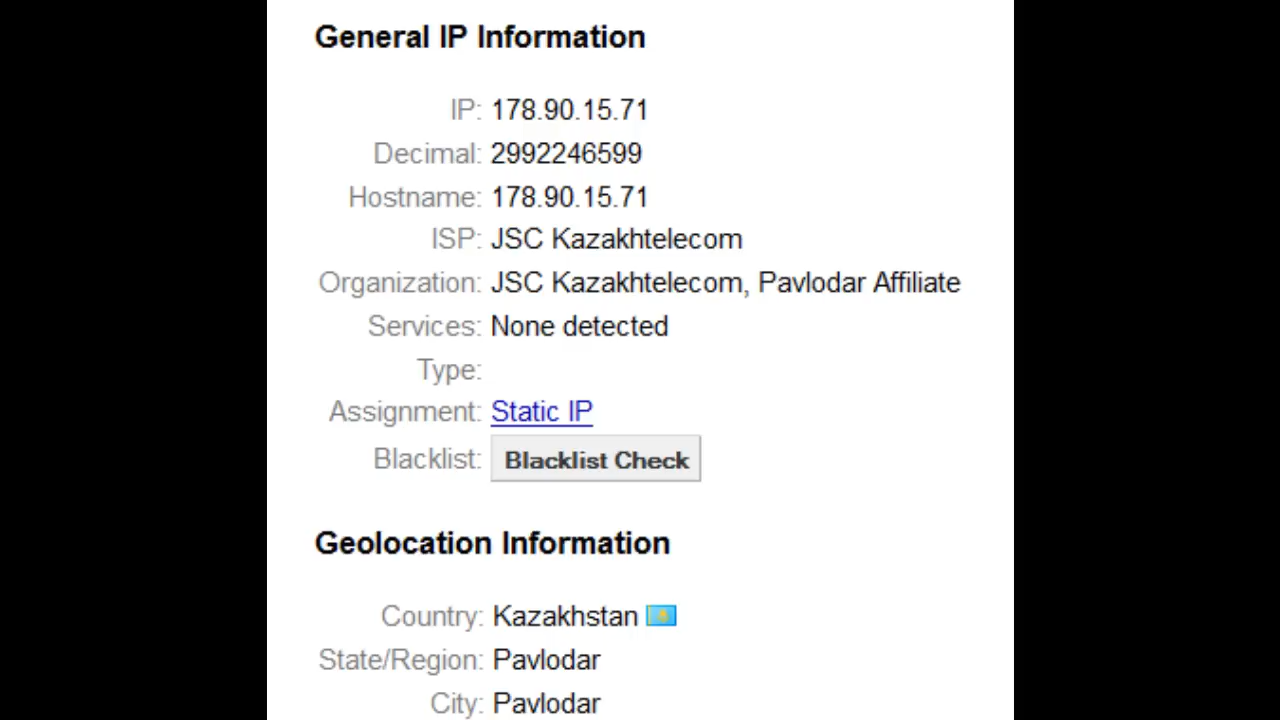 General IP Information
IP: 178.90.15.71
Decimal: 2992246599
Hostname: 178.90.15.71
ISP: JSC Kazakhtelecom
Organization: JSC Kazakhtelecom, Pavlodar Affiliate
Services: None detected
Type:
Assignment: Static IP
Blacklist: Blacklist Check
Geolocation Information
Country: Kazakhstan
State/Region: Pavlodar
City: Pavlodar